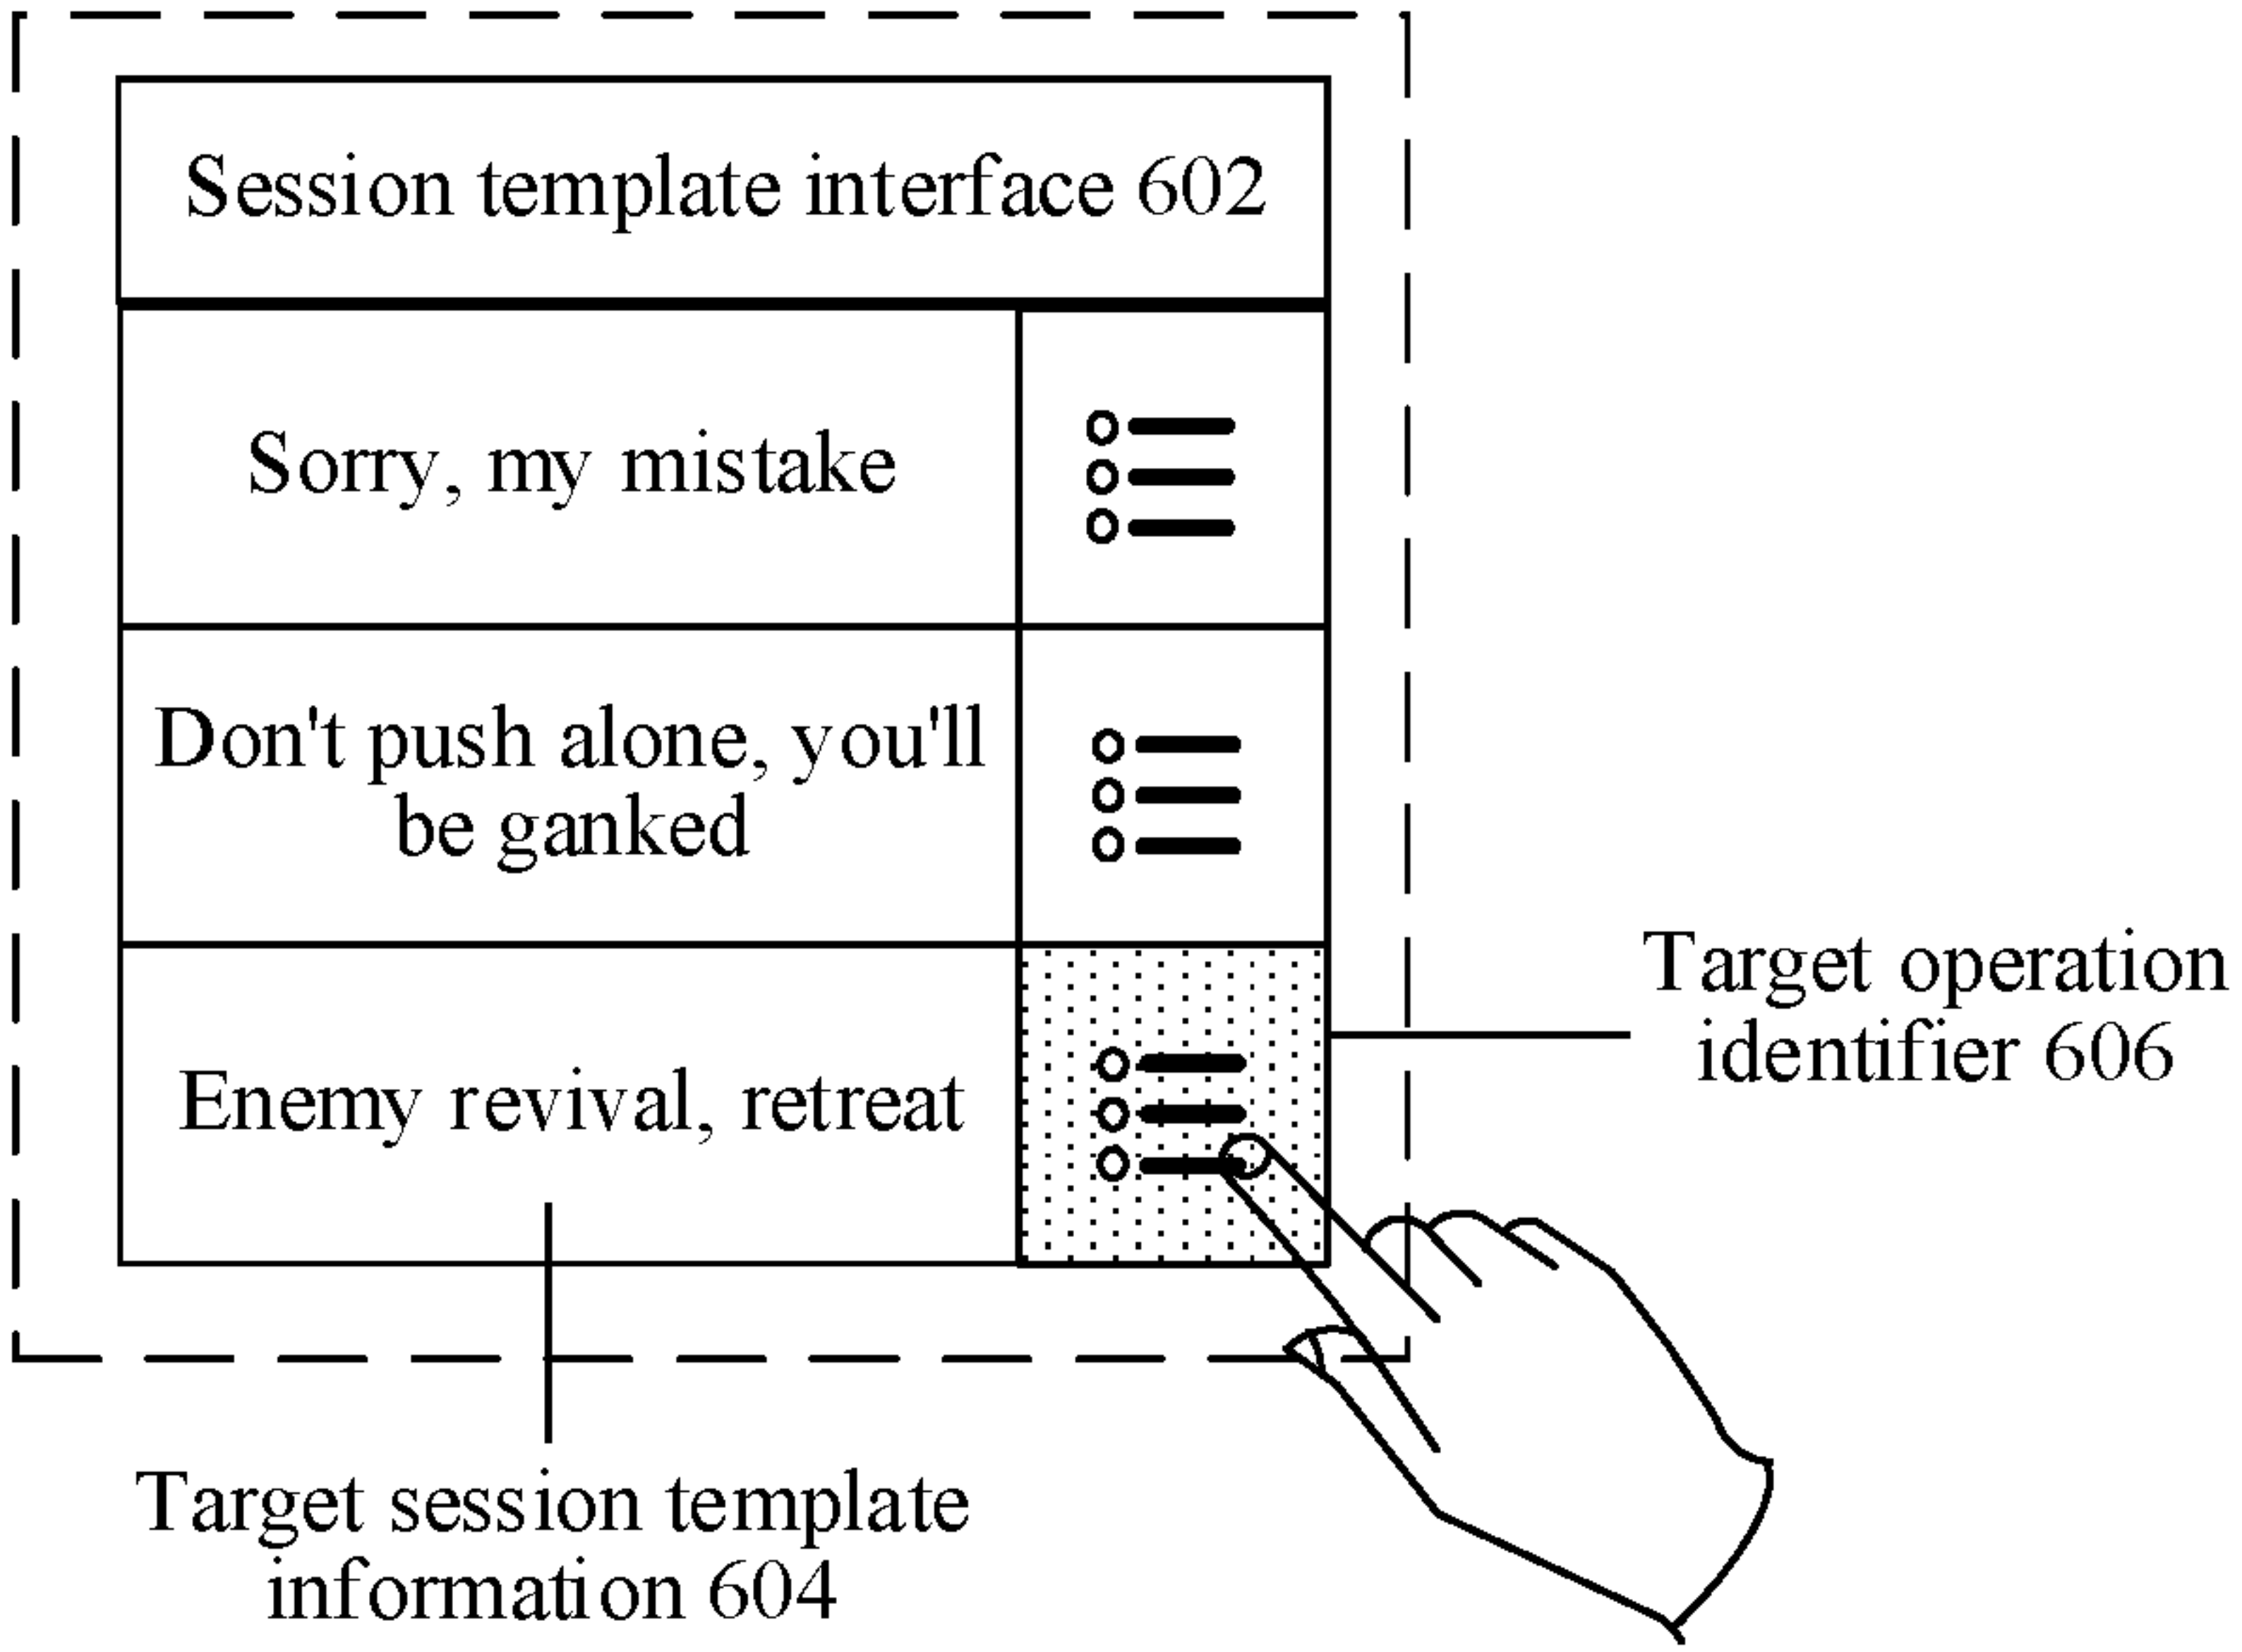 Session template interface 602
Sorry, my mistake
Don't push alone, you'll
be ganked
Enemy revival, retreat
Target operation
identifier 606
Target session template
information 604